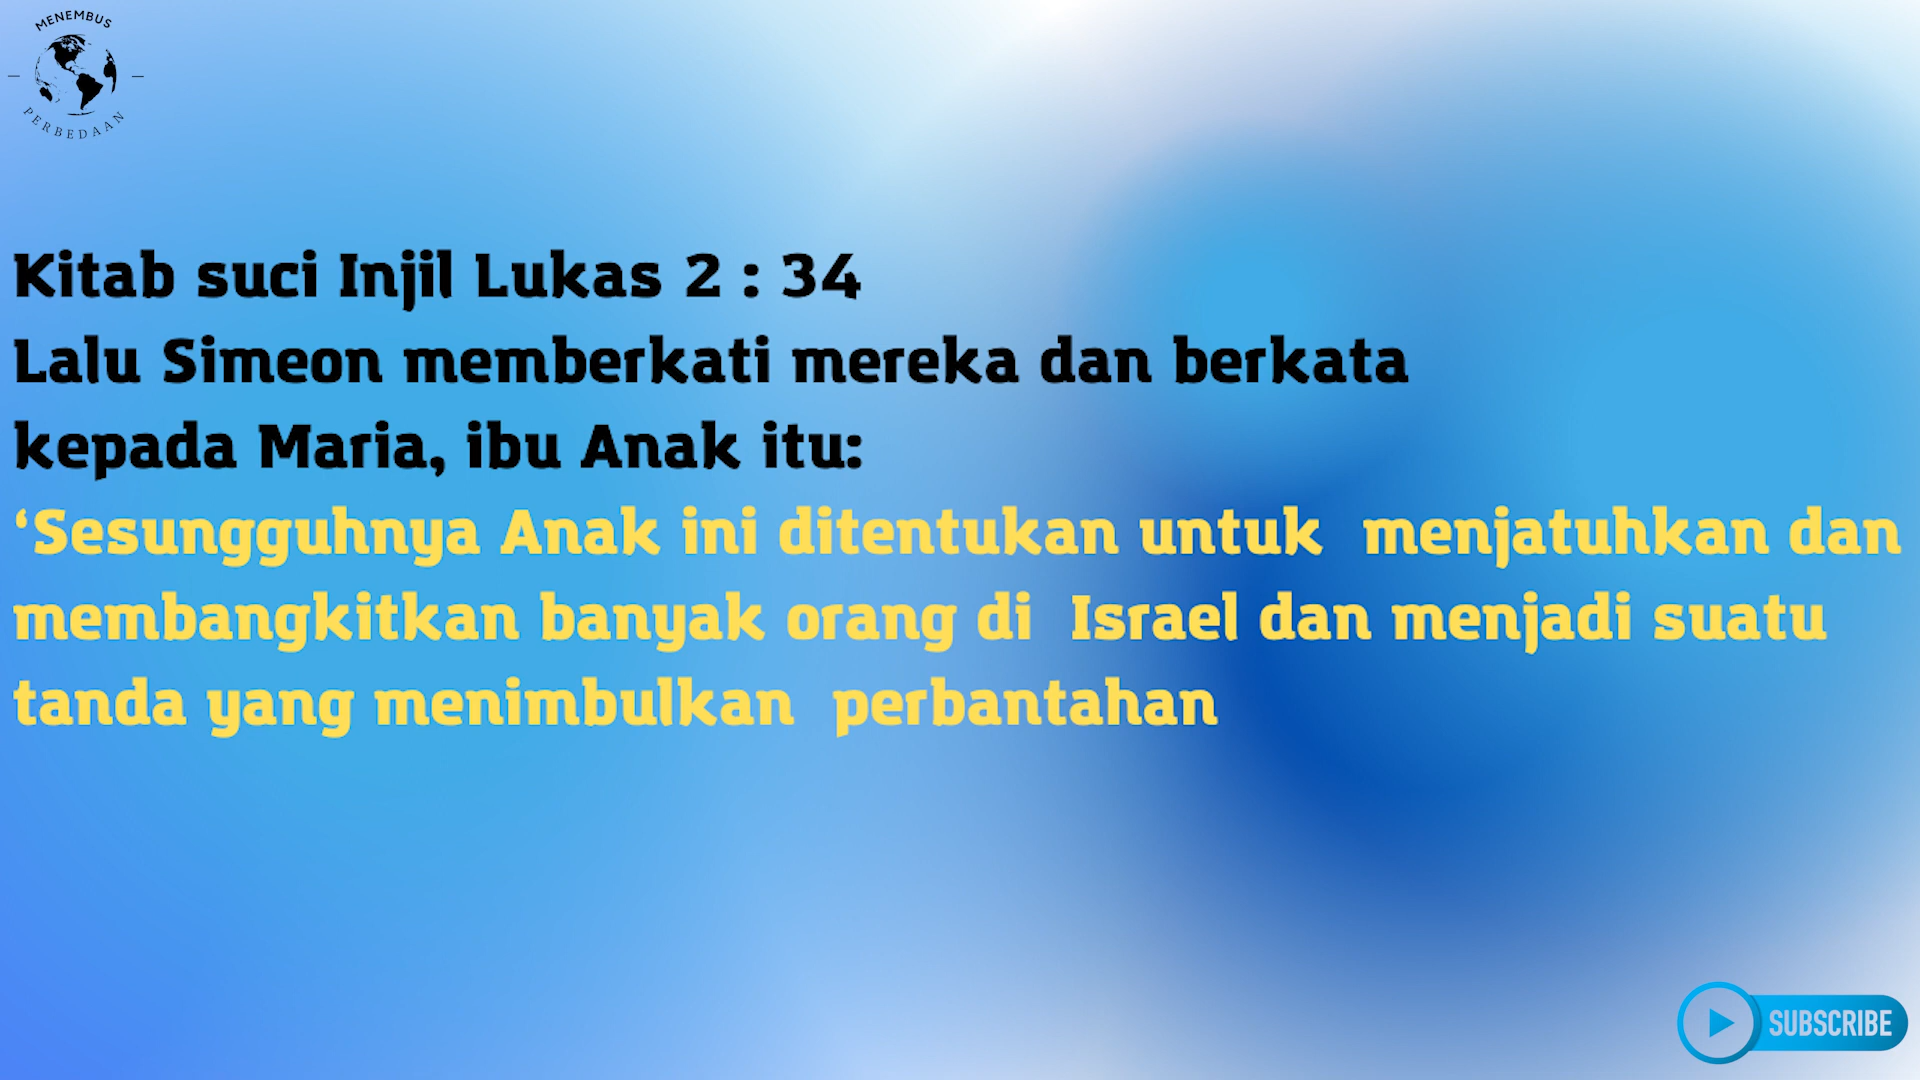 MENEMBUS
PERBEDAAN
Kitab suci Injil Lukas 2 : 34
Lalu Simeon memberkati mereka dan berkata
kepada Maria, ibu Anak itu:
‘Sesungguhnya Anak ini ditentukan untuk  menjatuhkan dan
membangkitkan banyak orang di  Israel dan menjadi suatu
tanda yang menimbulkan  perbantahan
SUBSCRIBE